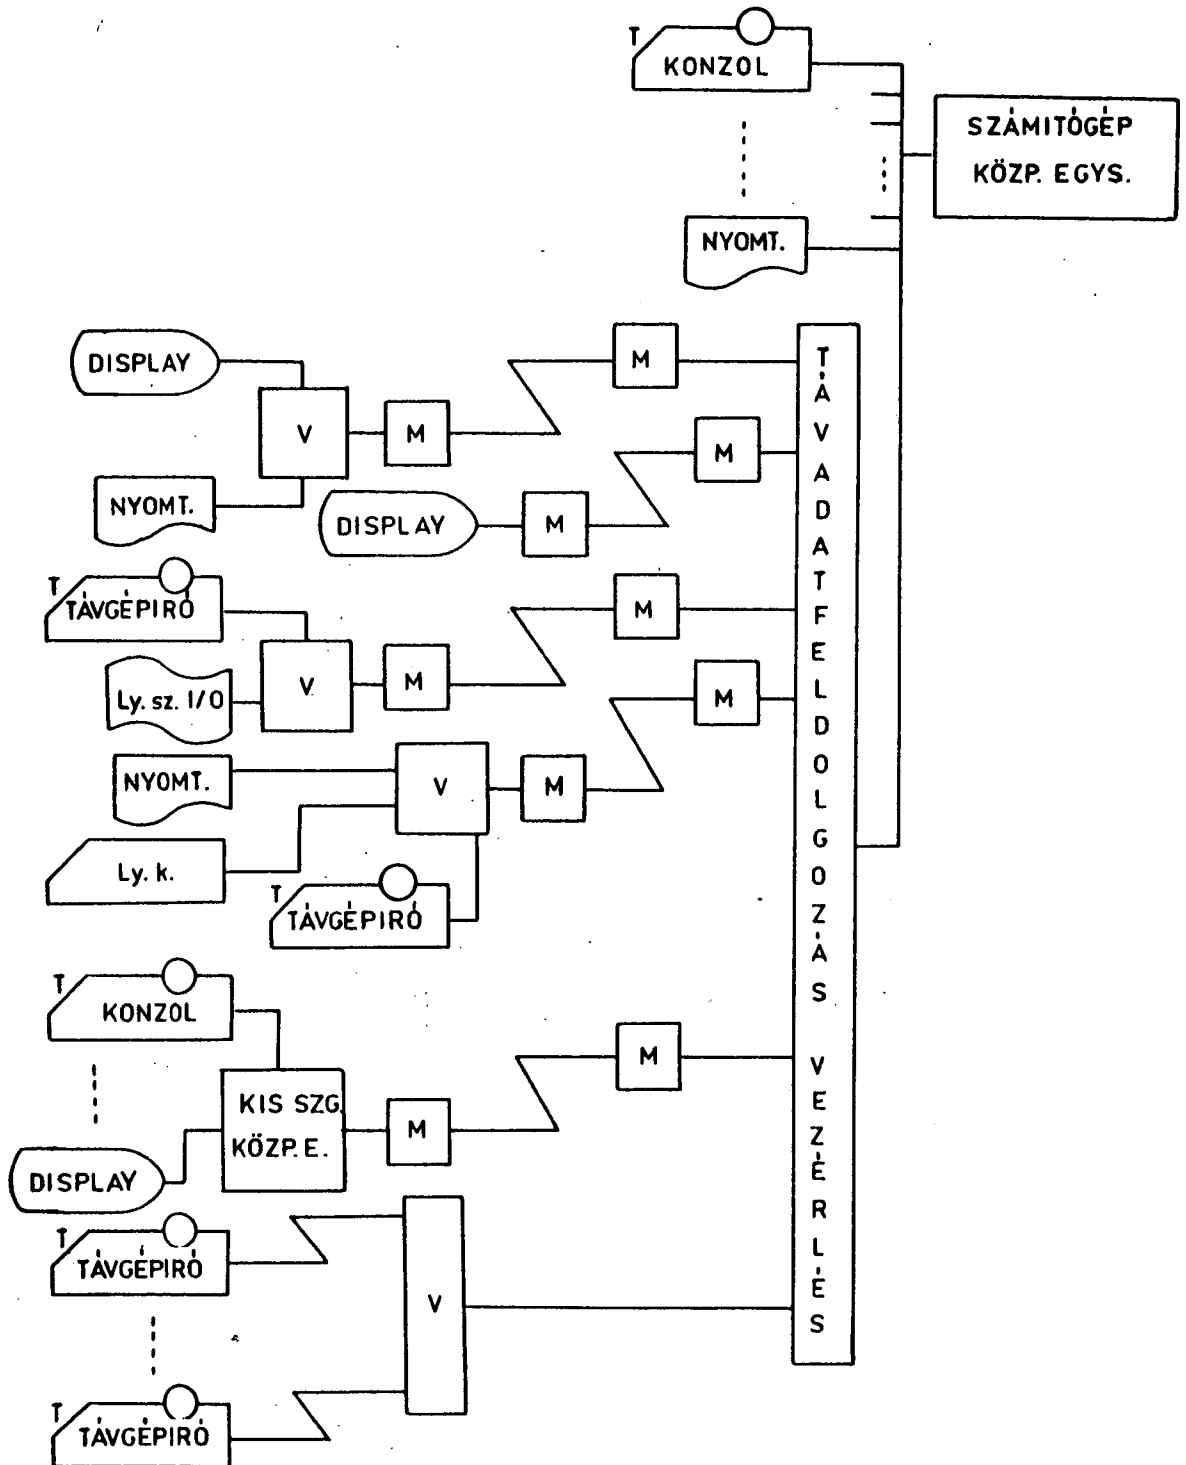 T
KONZOL
SZÁMITÓGÉP
KÖZP. EGYS.
NYOMT.
DISPLAY
V
M
M
NYOMT.
DISPLAY
M
M
T
TÁVGÉPIRÓ
Ly. sz. I/O
V
M
M
NYOMT.
V
M
M
Ly. k.
T
TÁVGÉPIRÓ
T
KONZOL
KIS SZG.
KÖZP. E.
M
M
DISPLAY
T
TÁVGÉPIRÓ
V
T
TÁVGÉPIRÓ
TÁVADATFELDOLGOZÁS VEZÉRLÉS